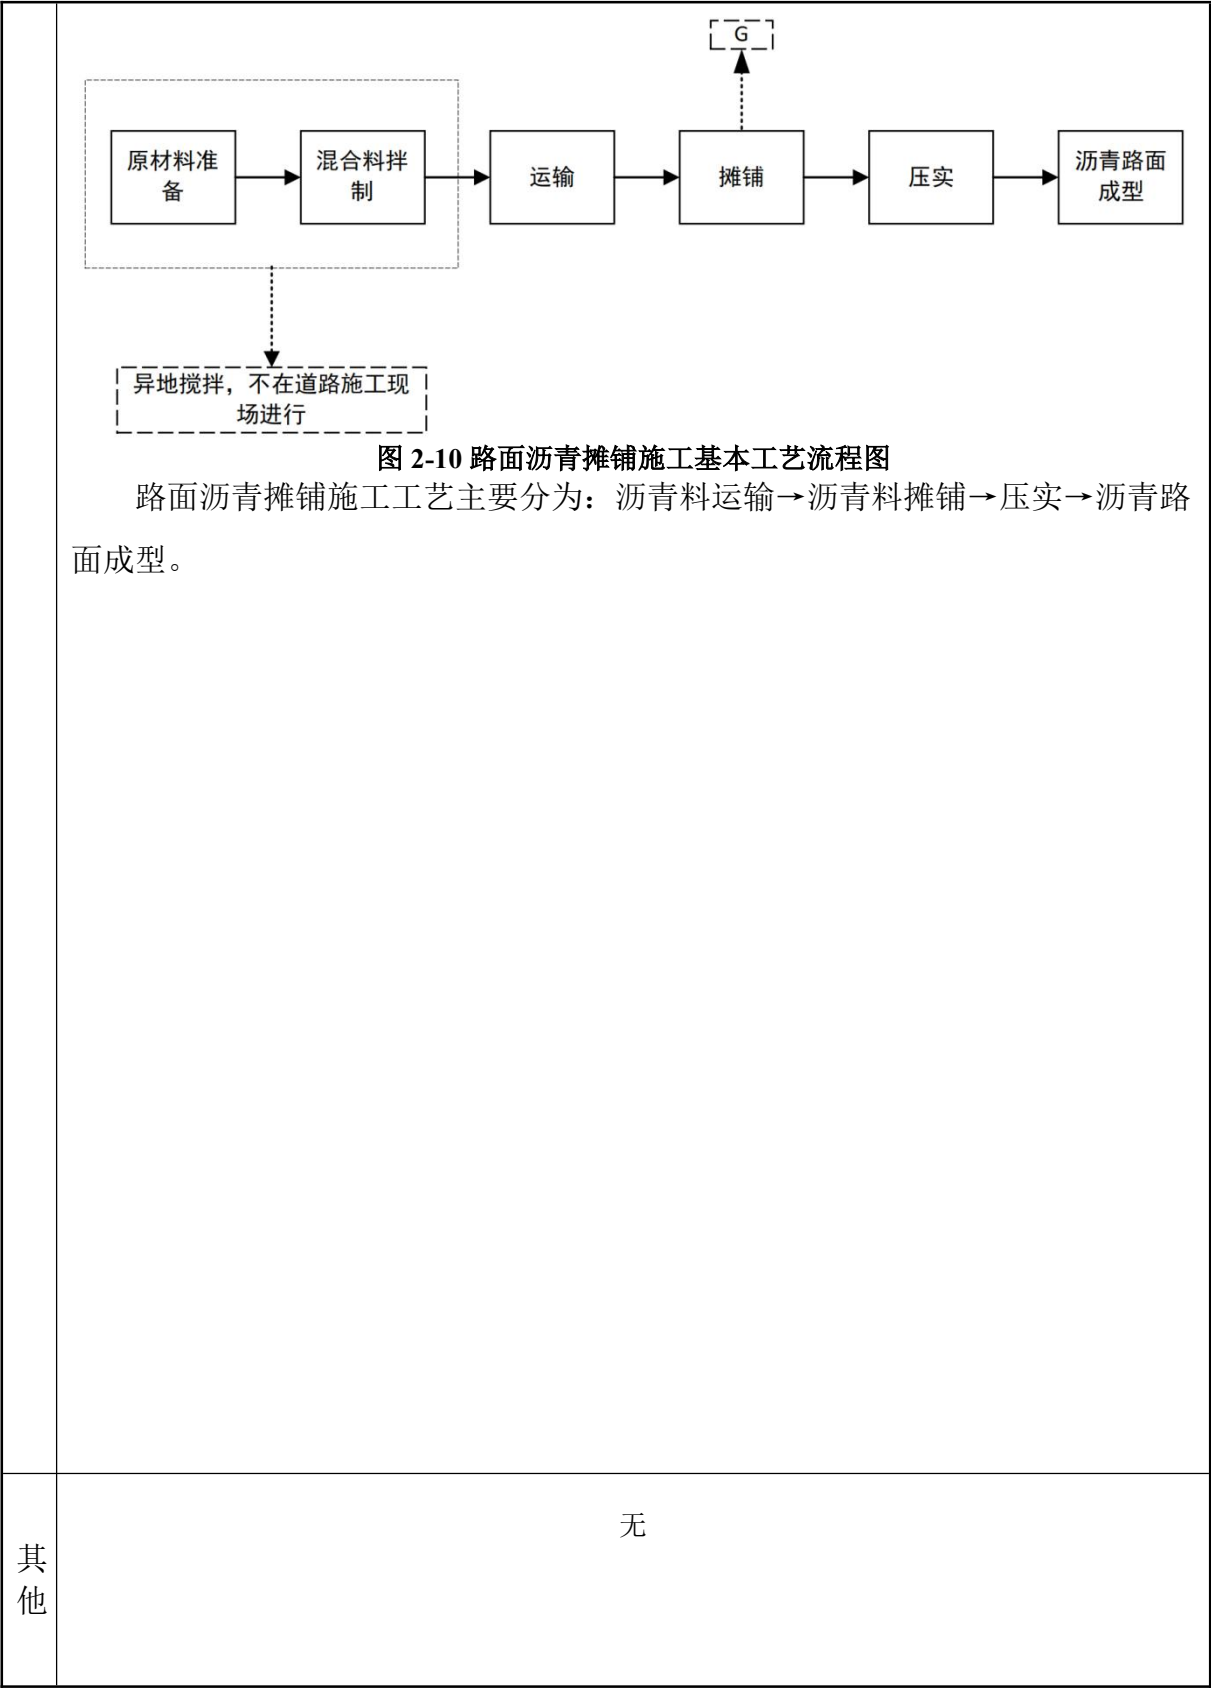 G
原材料准
备
混合料拌
制
运输
摊铺
压实
沥青路面
成型
异地搅拌，不在道路施工现
场进行
图 2-10 路面沥青摊铺施工基本工艺流程图
路面沥青摊铺施工工艺主要分为：沥青料运输→沥青料摊铺→压实→沥青路
面成型。
其
他
无